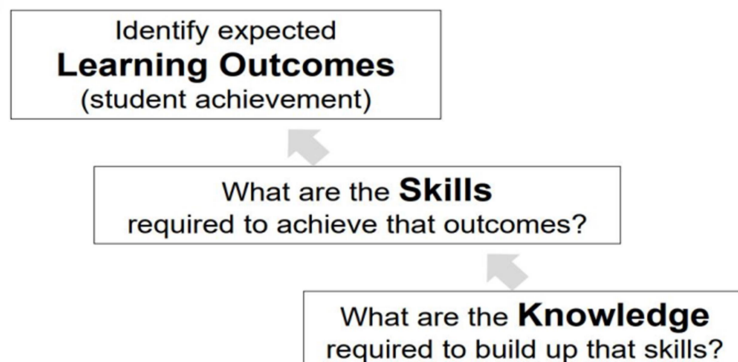 Identify expected
Learning Outcomes
(student achievement)
What are the Skills
required to achieve that outcomes?
What are the Knowledge
required to build up that skills?